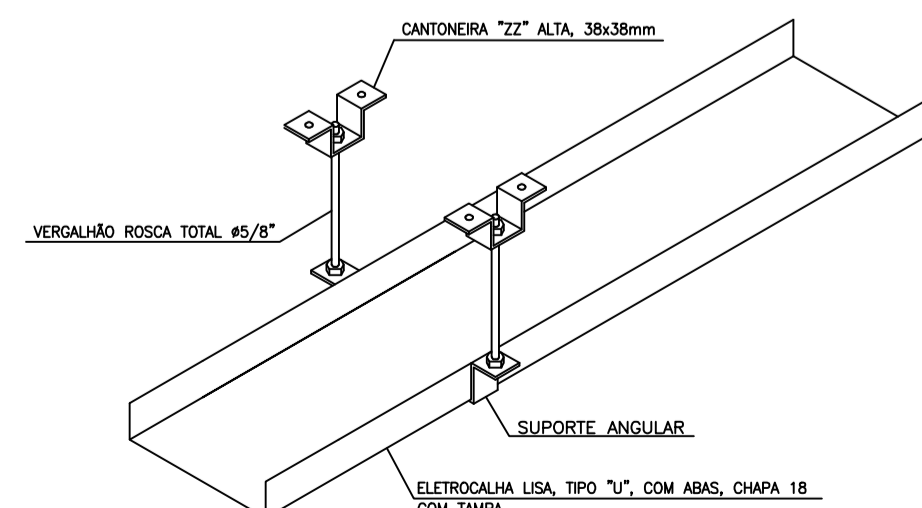 CANTONEIRA "ZZ" ALTA, 38x38mm
VERGALHÃO ROSCA TOTAL ø5/8"
SUPORTE ANGULAR
ELETROCALHA LISA, TIPO "U", COM ABAS, CHAPA 18
COM TAMPA